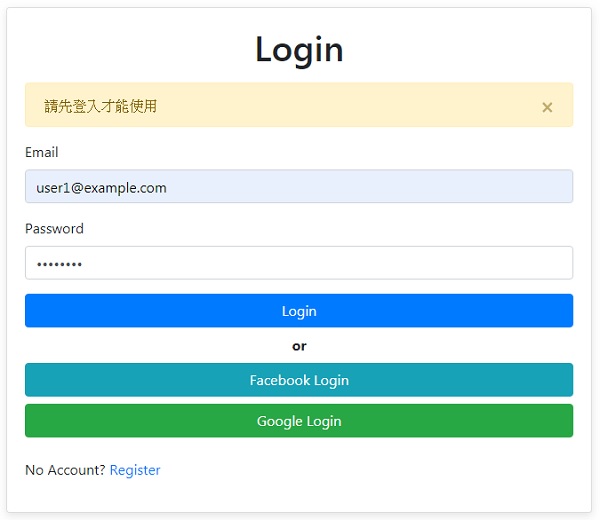 Login
請先登入才能使用 ×
Email
user1@example.com
Password
••••••••
Login
or
Facebook Login
Google Login
No Account? Register